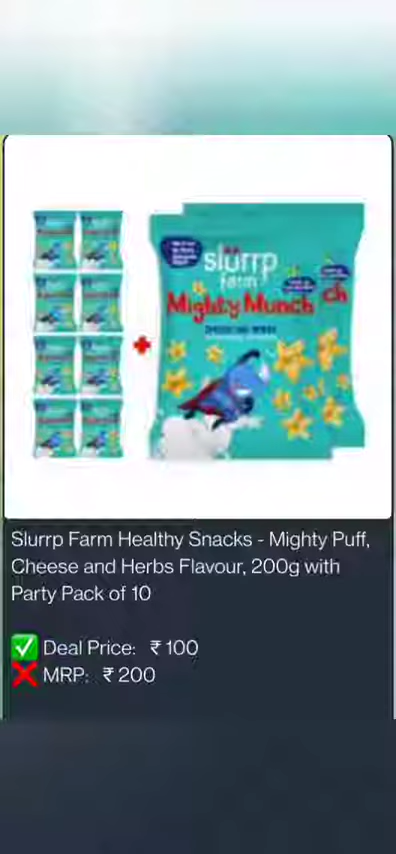 slurrp
farm
Mighty Munch
ch
Slurrp Farm Healthy Snacks - Mighty Puff,
Cheese and Herbs Flavour, 200g with
Party Pack of 10
✅ Deal Price: ₹ 100
❌ MRP: ₹ 200